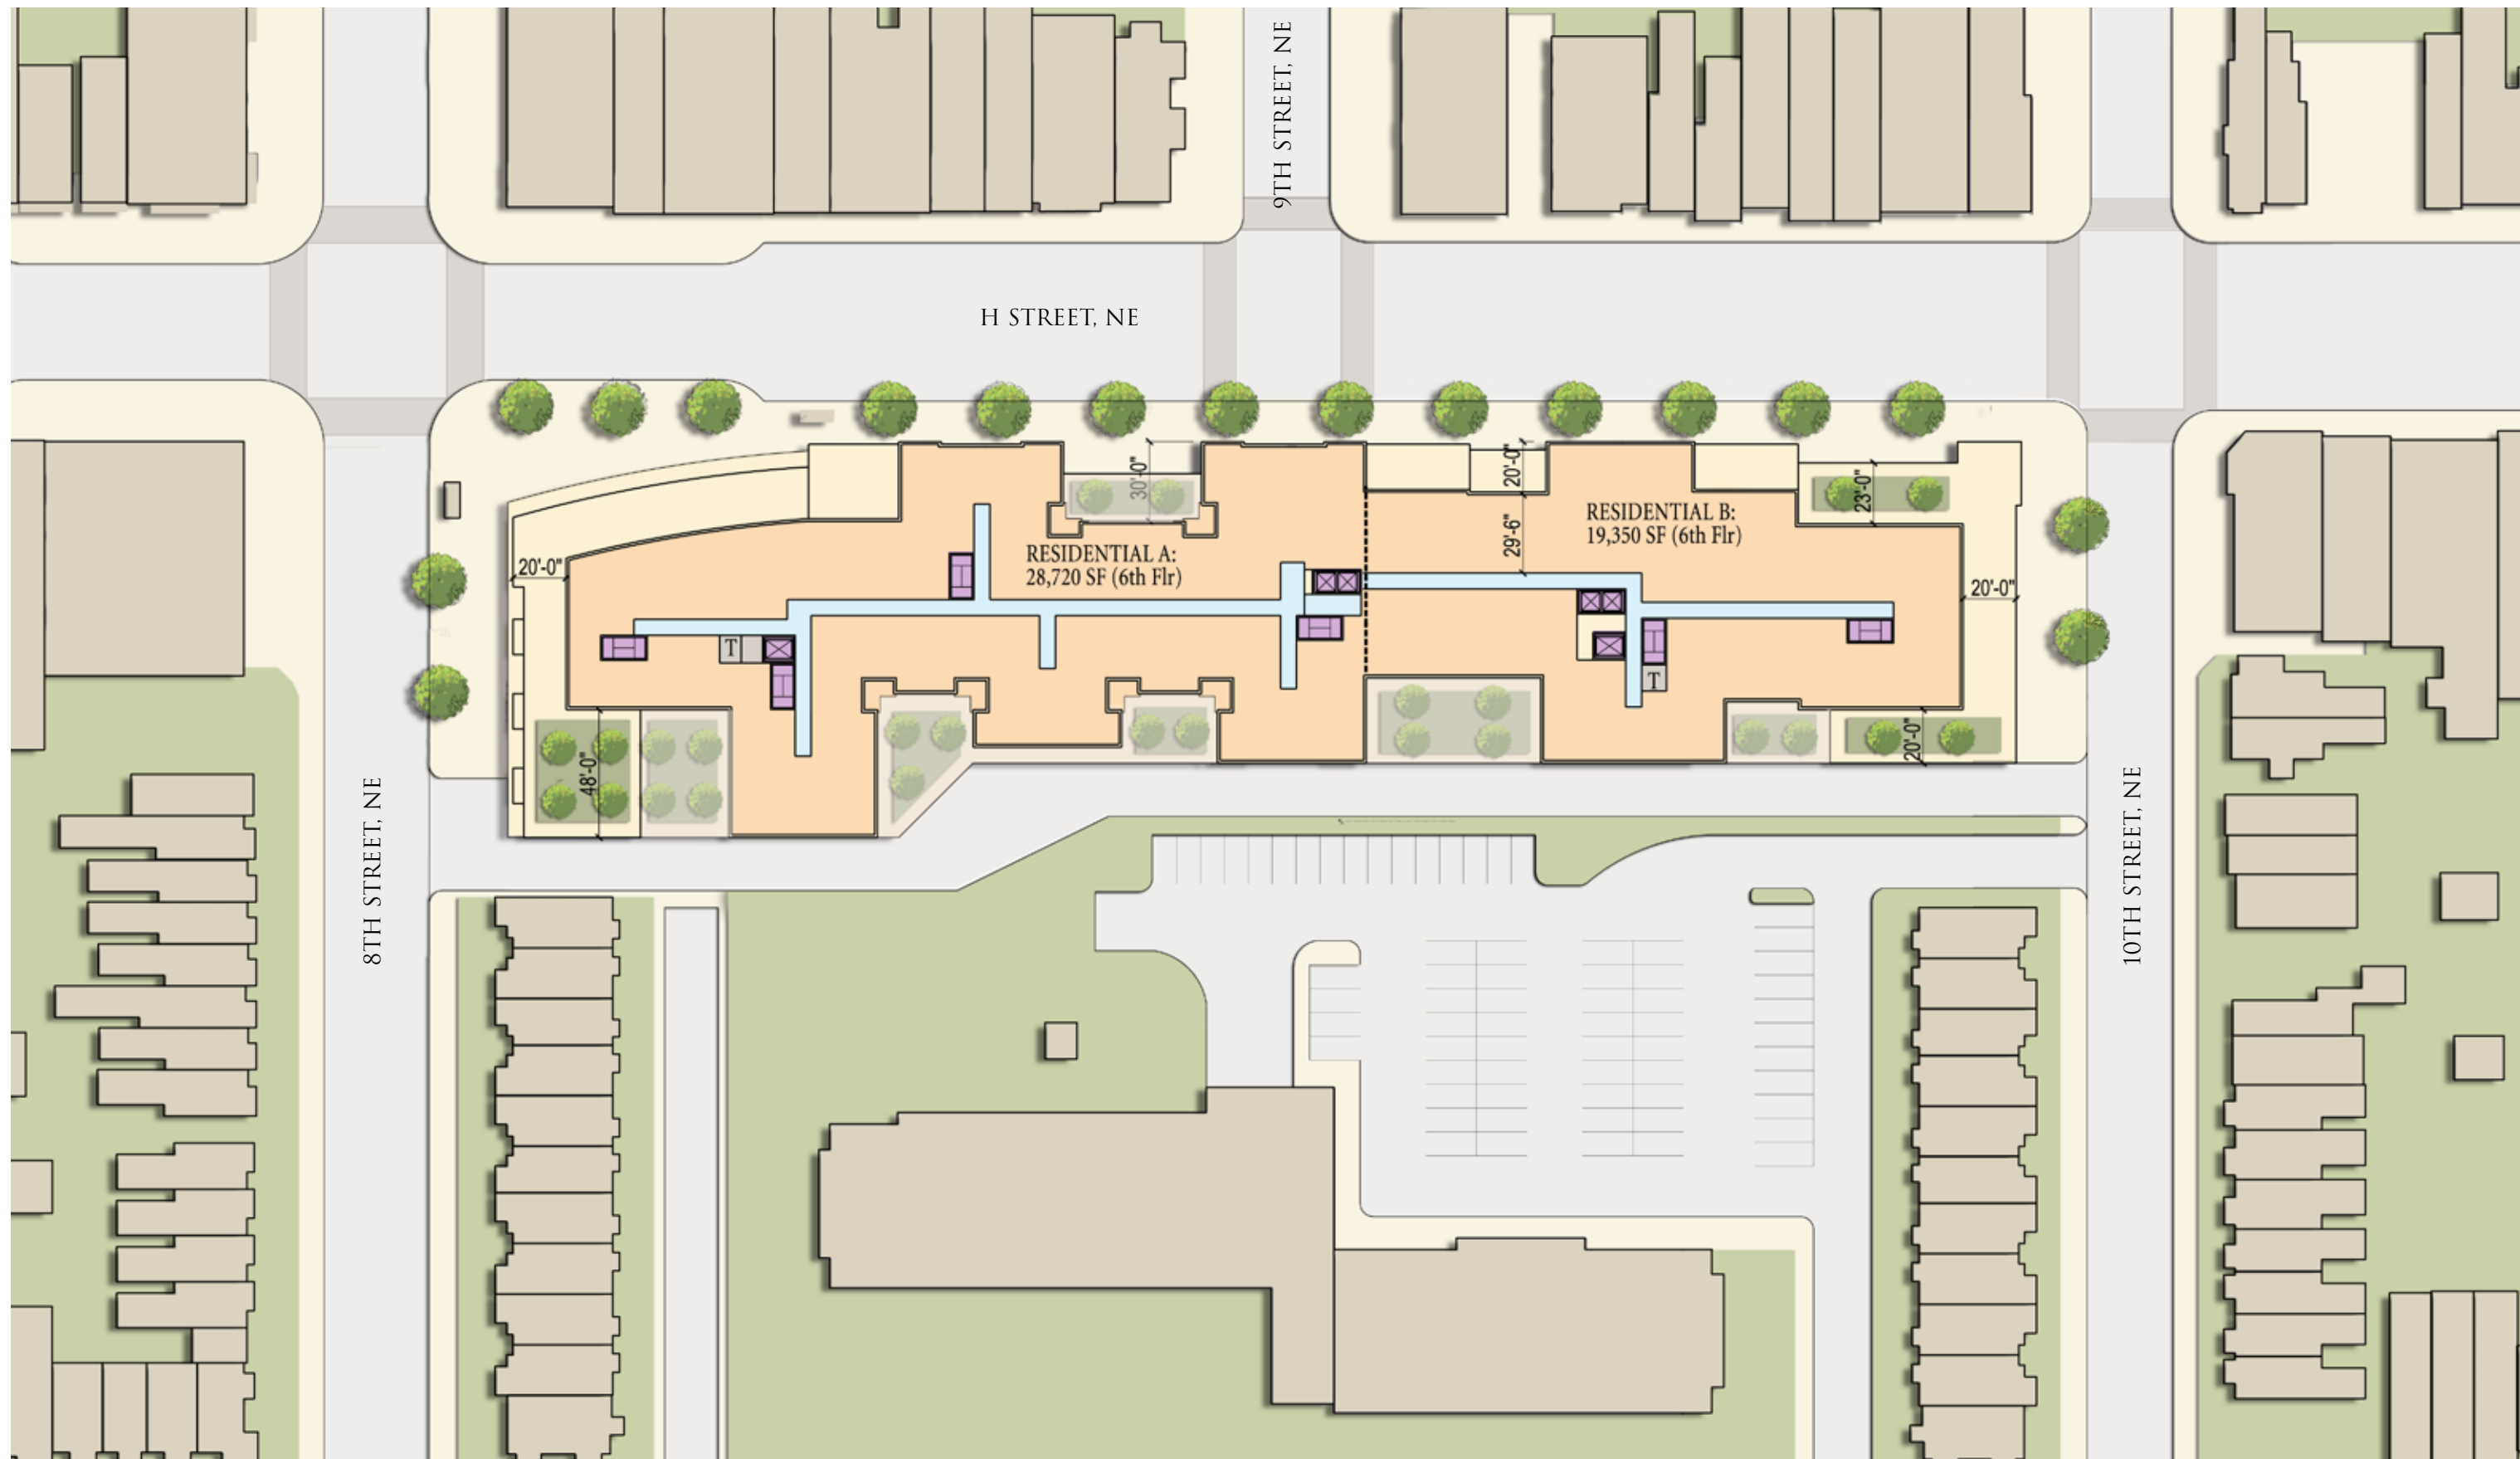 9TH STREET, NE
H STREET, NE
30'-0"
20'-0"
23'-0"
RESIDENTIAL B:
19,350 SF (6th Flr)
29'-6"
RESIDENTIAL A:
28,720 SF (6th Flr)
20'-0"
20'-0"
T
T
48'-0"
20'-0"
8TH STREET, NE
10TH STREET, NE